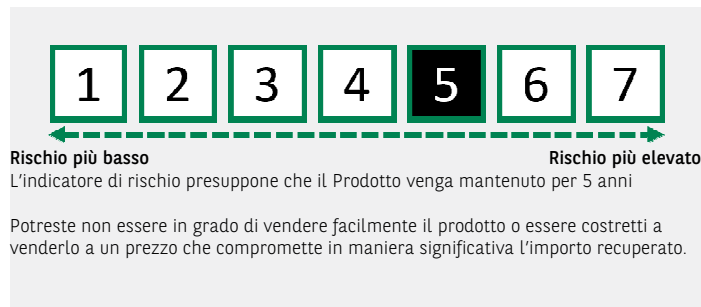 1 2 3 4 5 6 7
Rischio più basso Rischio più elevato
L'indicatore di rischio presuppone che il Prodotto venga mantenuto per 5 anni
Potreste non essere in grado di vendere facilmente il prodotto o essere costretti a
venderlo a un prezzo che compromette in maniera significativa l'importo recuperato.